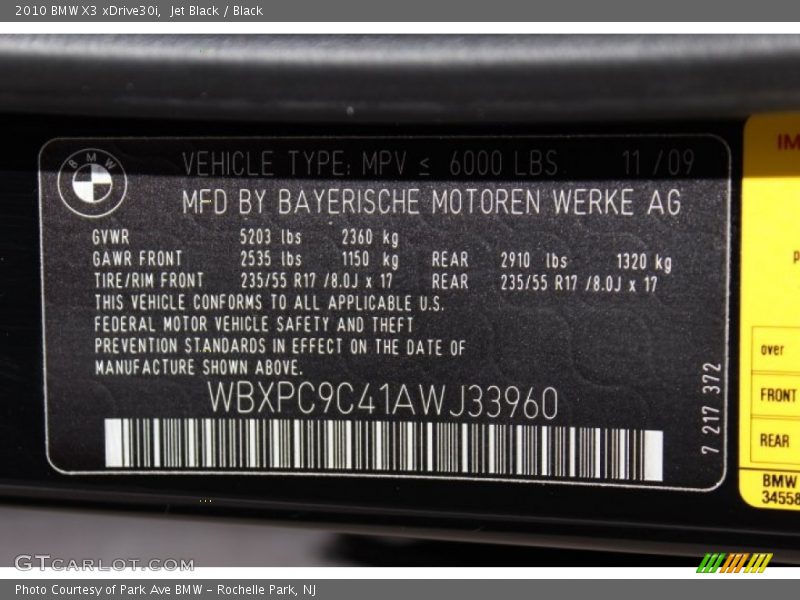 2010 BMW X3 xDrive30i, Jet Black / Black
BMW
VEHICLE TYPE: MPV ≤ 6000 LBS 11 /09
MFD BY BAYERISCHE MOTOREN WERKE AG
GVWR 5203 lbs 2360 kg
GAWR FRONT 2535 lbs 1150 kg REAR 2910 lbs 1320 kg
TIRE/RIM FRONT 235/55 R17 /8.0J x 17 REAR 235/55 R17 /8.0J x 17
THIS VEHICLE CONFORMS TO ALL APPLICABLE U.S.
FEDERAL MOTOR VEHICLE SAFETY AND THEFT
PREVENTION STANDARDS IN EFFECT ON THE DATE OF
MANUFACTURE SHOWN ABOVE.
WBXPC9C41AWJ33960
7 217 372
IM
P
over
FRONT
REAR
BMW
34558
GTCARLOT.COM
Photo Courtesy of Park Ave BMW - Rochelle Park, NJ